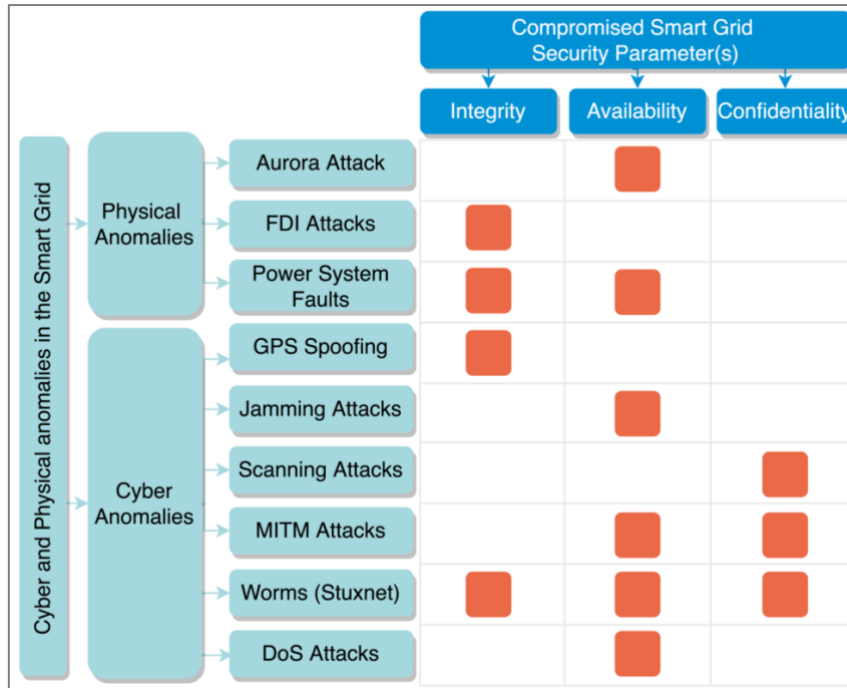 Compromised Smart Grid
Security Parameter(s)
Integrity
Availability
Confidentiality
Cyber and Physical anomalies in the Smart Grid
Physical
Anomalies
Aurora Attack
FDI Attacks
Power System
Faults
Cyber
Anomalies
GPS Spoofing
Jamming Attacks
Scanning Attacks
MITM Attacks
Worms (Stuxnet)
DoS Attacks